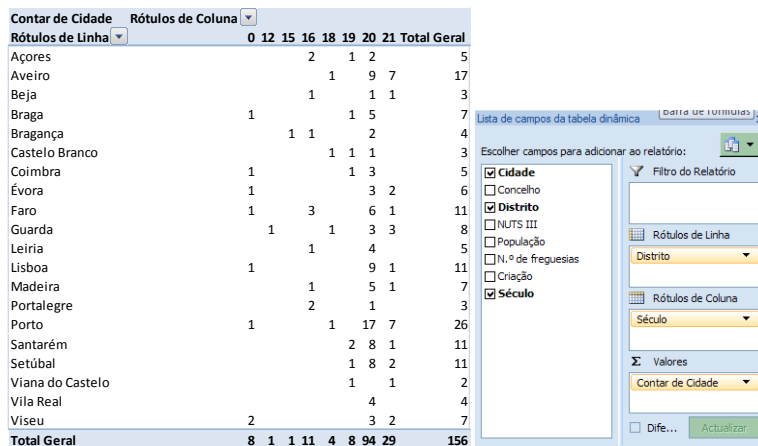 Contar de Cidade Rótulos de Coluna
Rótulos de Linha 0 12 15 16 18 19 20 21 Total Geral
Açores 2 1 2 5
Aveiro 1 9 7 17
Beja 1 1 1 3
Braga 1 1 5 7
Bragança 1 1 2 4
Castelo Branco 1 1 1 3
Coimbra 1 1 3 5
Évora 1 3 2 6
Faro 1 3 6 1 11
Guarda 1 1 3 3 8
Leiria 1 4 5
Lisboa 1 9 1 11
Madeira 1 5 1 7
Portalegre 2 1 3
Porto 1 1 17 7 26
Santarém 2 8 1 11
Setúbal 1 8 2 11
Viana do Castelo 1 1 2
Vila Real 4 4
Viseu 2 3 2 7
Total Geral 8 1 1 11 4 8 94 29 156
Barra de fórmulas
Lista de campos da tabela dinâmica
Escolher campos para adicionar ao relatório:
Cidade
Concelho
Distrito
NUTS III
População
N.º de freguesias
Criação
Século
Filtro do Relatório
Rótulos de Linha
Distrito
Rótulos de Coluna
Século
Σ Valores
Contar de Cidade
Dife... Actualizar